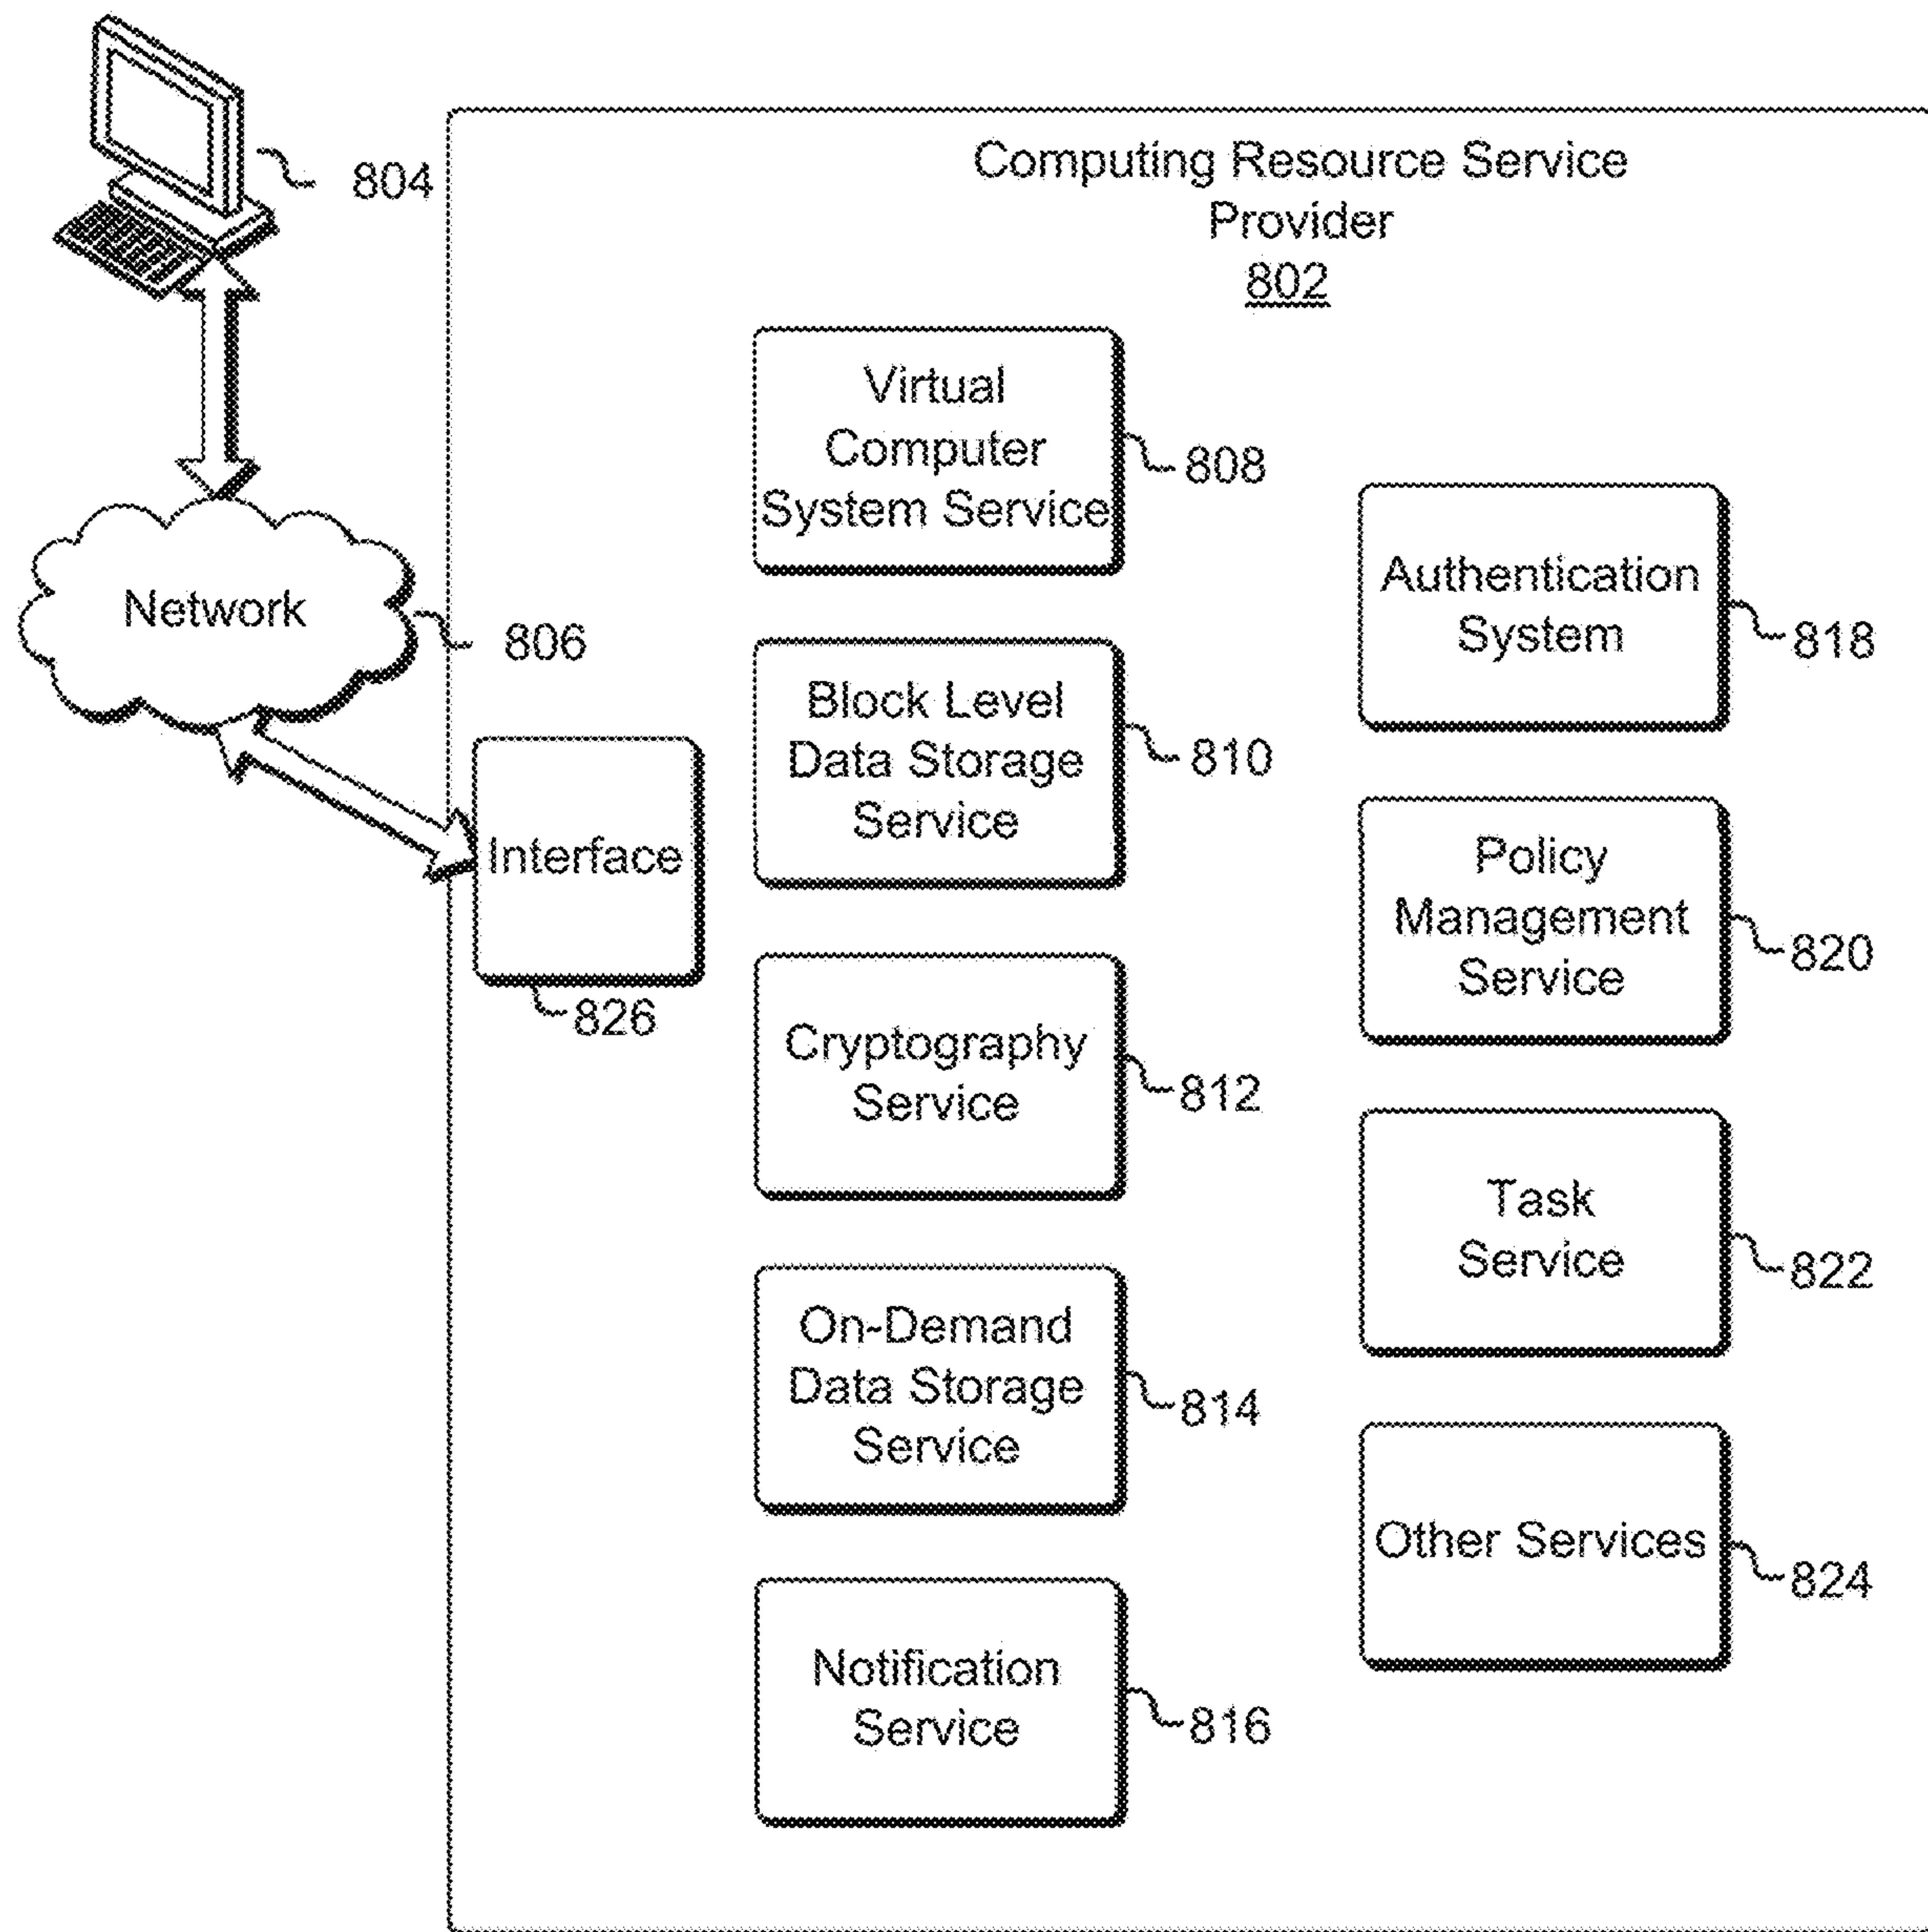 804
Computing Resource Service
Provider
802
Network
806
Interface
826
Virtual
Computer
System Service
808
Block Level
Data Storage
Service
810
Cryptography
Service
812
On-Demand
Data Storage
Service
814
Notification
Service
816
Authentication
System
818
Policy
Management
Service
820
Task
Service
822
Other Services
824